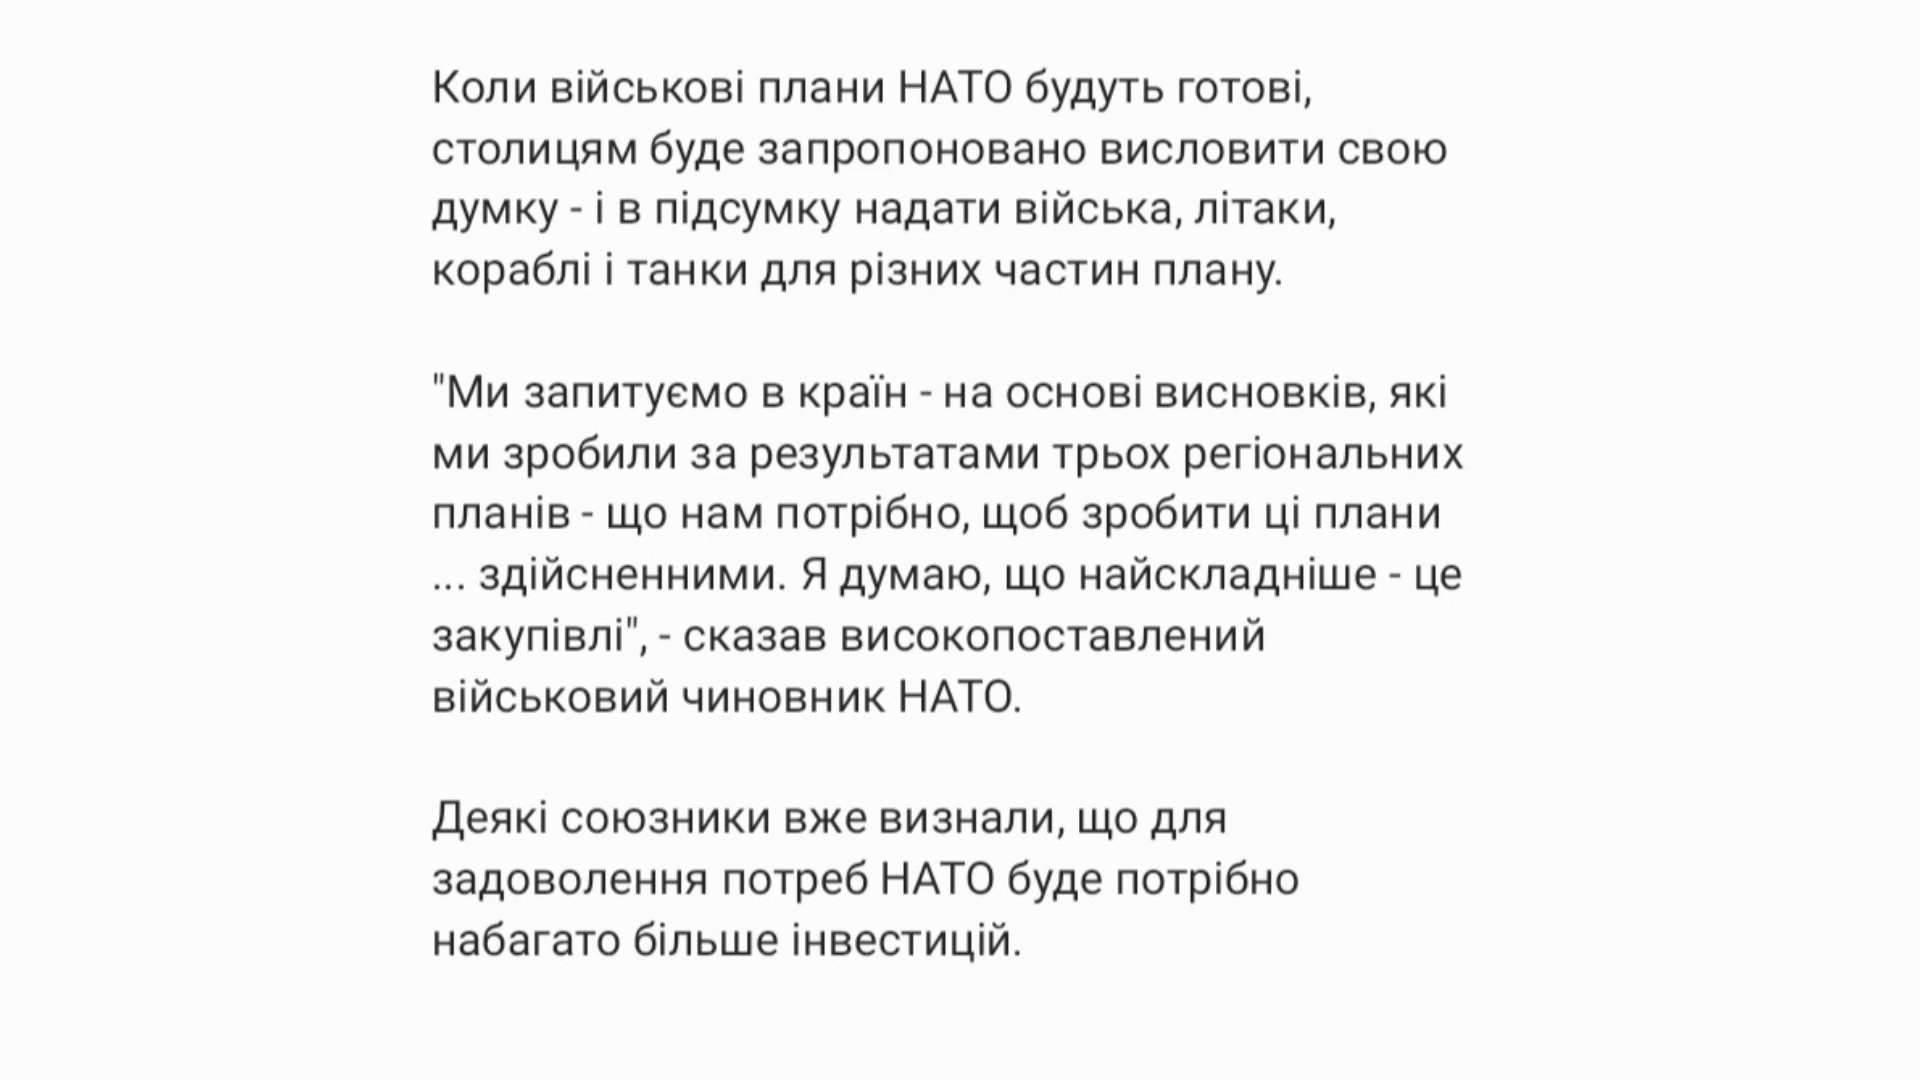 Коли військові плани НАТО будуть готові,
столицям буде запропоновано висловити свою
думку - і в підсумку надати війська, літаки,
кораблі і танки для різних частин плану.
"Ми запитуємо в країн - на основі висновків, які
ми зробили за результатами трьох регіональних
планів - що нам потрібно, щоб зробити ці плани
... здійсненними. Я думаю, що найскладніше - це
закупівлі", - сказав високопоставлений
військовий чиновник НАТО.
Деякі союзники вже визнали, що для
задоволення потреб НАТО буде потрібно
набагато більше інвестицій.